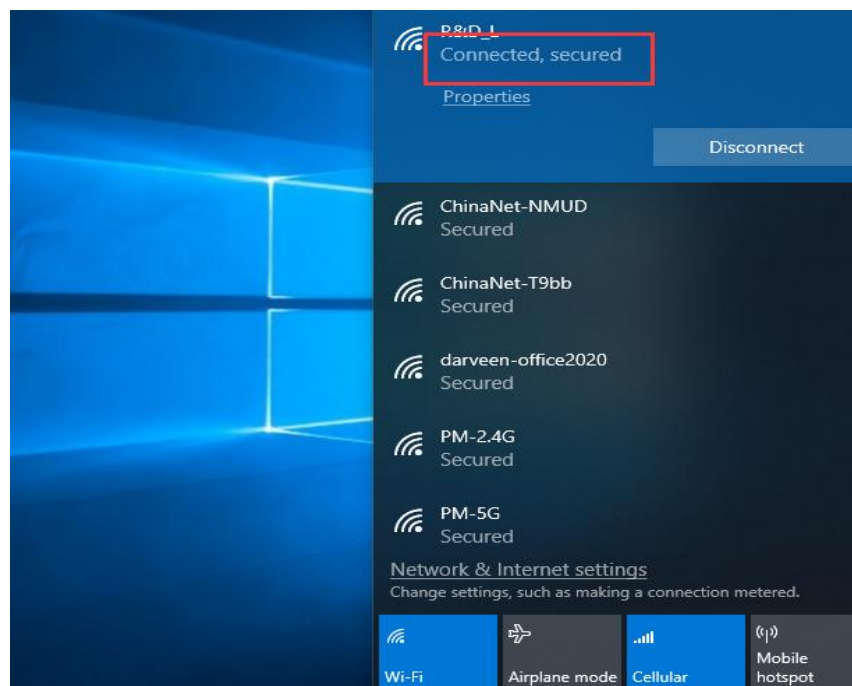 R&D_L
Connected, secured
Properties
Disconnect
ChinaNet-NMUD
Secured
ChinaNet-T9bb
Secured
darveen-office2020
Secured
PM-2.4G
Secured
PM-5G
Secured
Network & Internet settings
Change settings, such as making a connection metered.
Wi-Fi
Airplane mode
Cellular
Mobile
hotspot